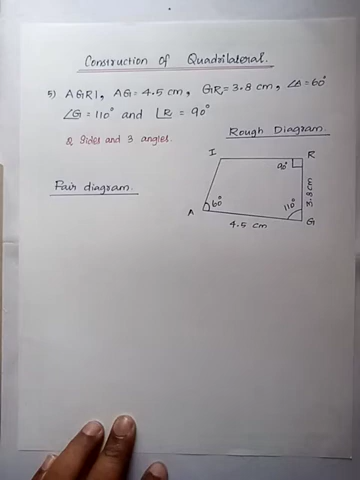 Construction of Quadrilateral.
5) AGRI, AG = 4.5 cm, GR = 3.8 cm, ∠A = 60°
∠G = 110° and ∠R = 90°
2 sides and 3 angles.
Rough Diagram.
Fair diagram.
I
R
90°
3.8 cm
A
60°
110°
G
4.5 cm